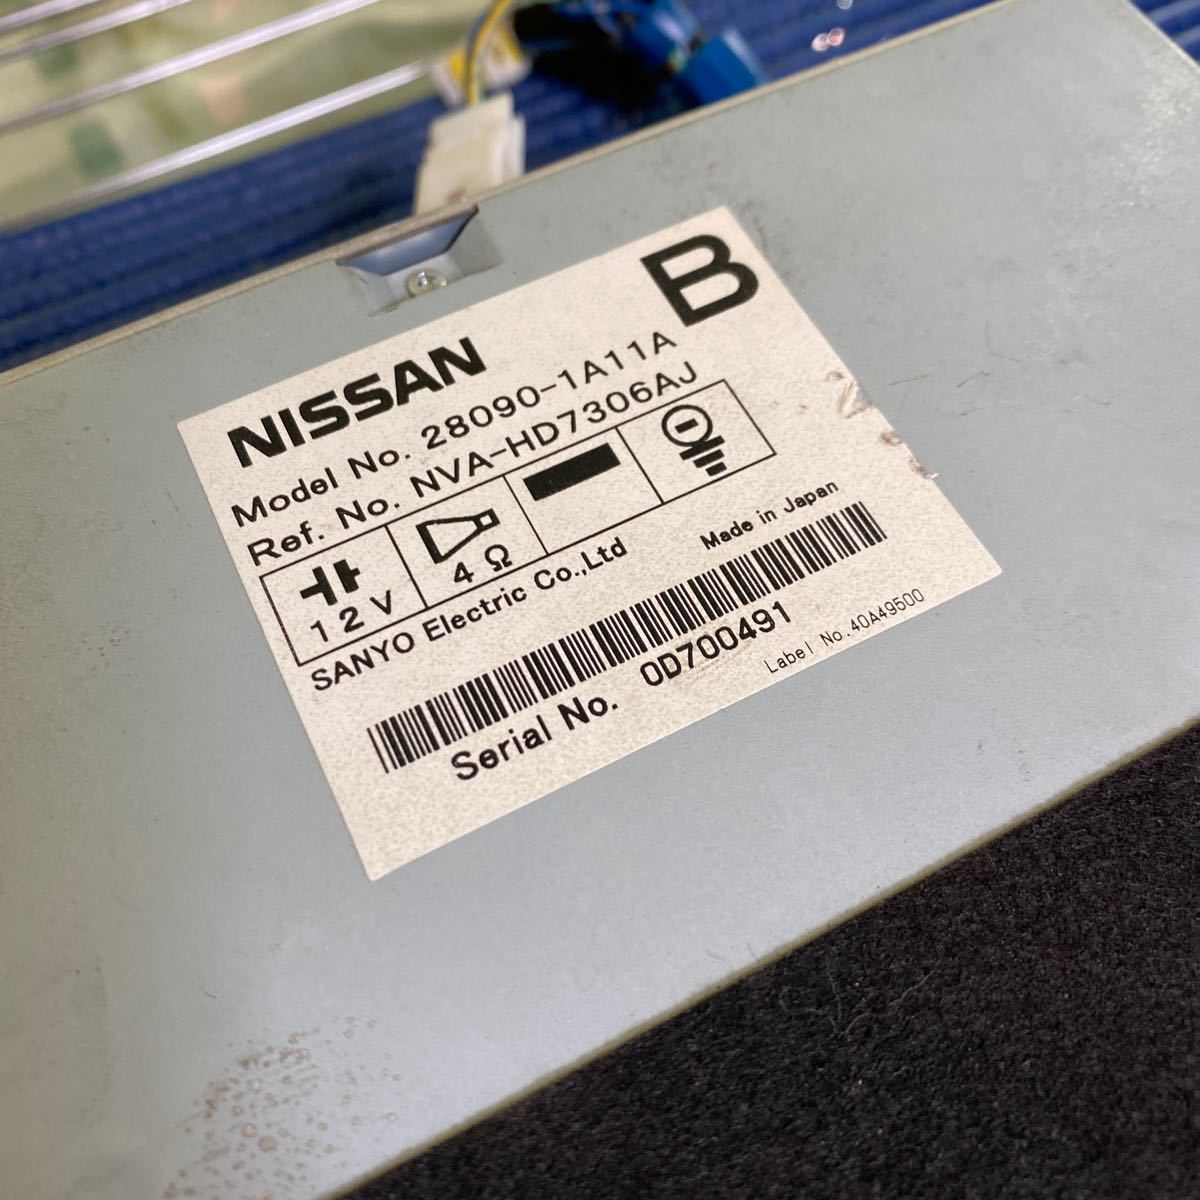 B
NISSAN
Model No. 28090-1A11A
Ref. No. NVA-HD7306AJ
12V
4Ω
SANYO Electric Co.,Ltd
Made in Japan
Serial No. 0D700491
Label No.40A49500